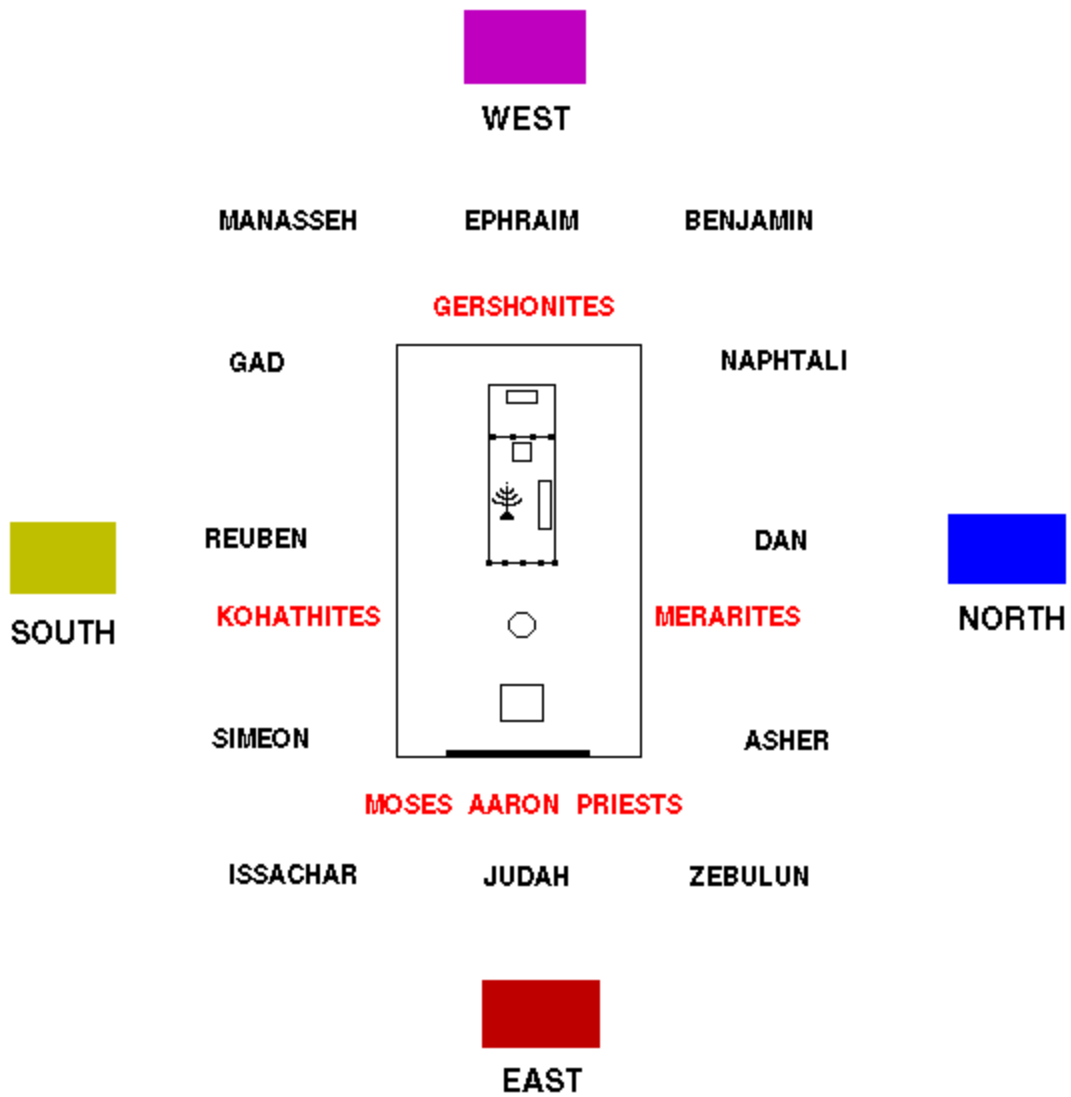 WEST
MANASSEH EPHRAIM BENJAMIN
GERSHONITES
GAD NAPHTALI
REUBEN DAN
KOHATHITES MERARITES
SOUTH NORTH
SIMEON ASHER
MOSES AARON PRIESTS
ISSACHAR JUDAH ZEBULUN
EAST